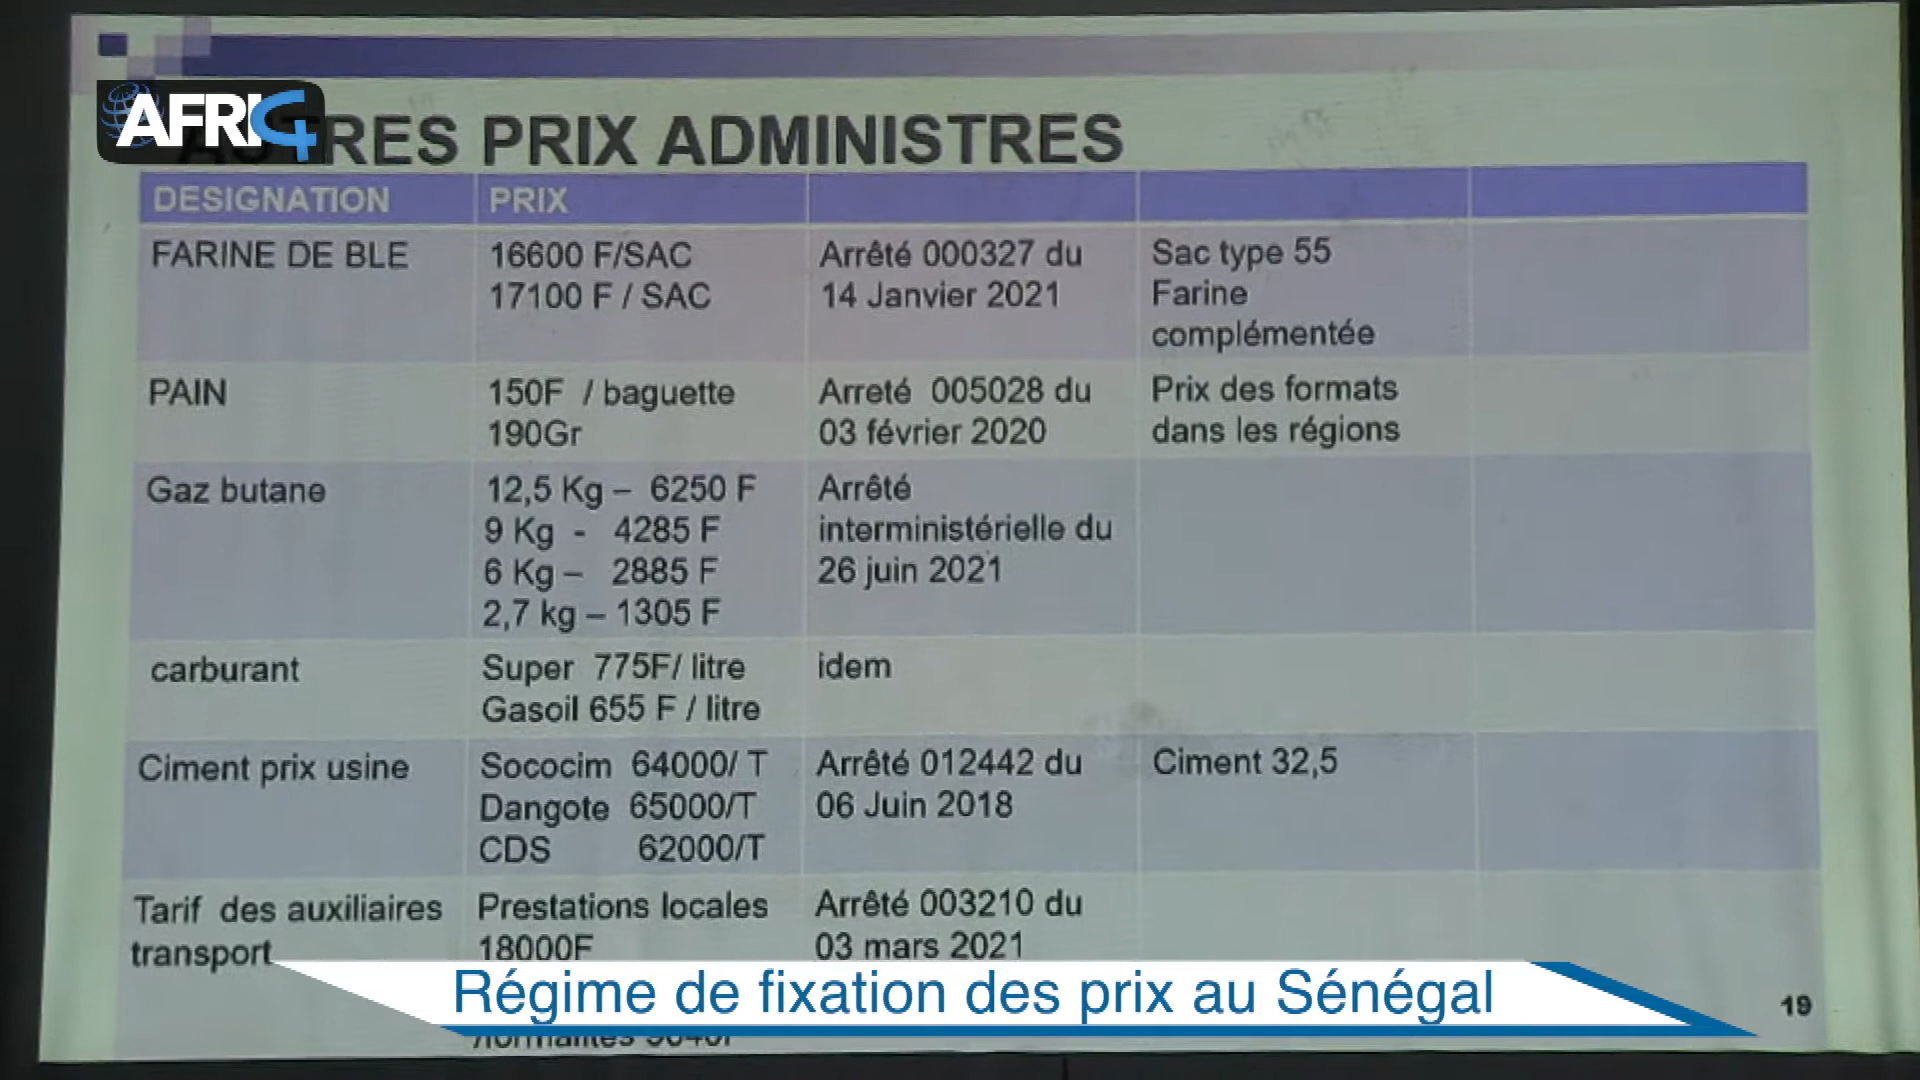 AFRI
TRES PRIX ADMINISTRES
DESIGNATION PRIX
FARINE DE BLE
16600 F/SAC
17100 F / SAC
Arrêté 000327 du
14 Janvier 2021
Sac type 55
Farine
complémentée
PAIN
150F / baguette
190Gr
Arreté 005028 du
03 février 2020
Prix des formats
dans les régions
Gaz butane
12,5 Kg – 6250 F
9 Kg - 4285 F
6 Kg – 2885 F
2,7 kg – 1305 F
Arrêté
interministérielle du
26 juin 2021
carburant
Super 775F/ litre
Gasoil 655 F / litre
idem
Ciment prix usine
Sococim 64000/ T
Dangote 65000/T
CDS 62000/T
Arrêté 012442 du
06 Juin 2018
Ciment 32,5
Tarif des auxiliaires
transport
Prestations locales
18000F
Arrêté 003210 du
03 mars 2021
Régime de fixation des prix au Sénégal
19